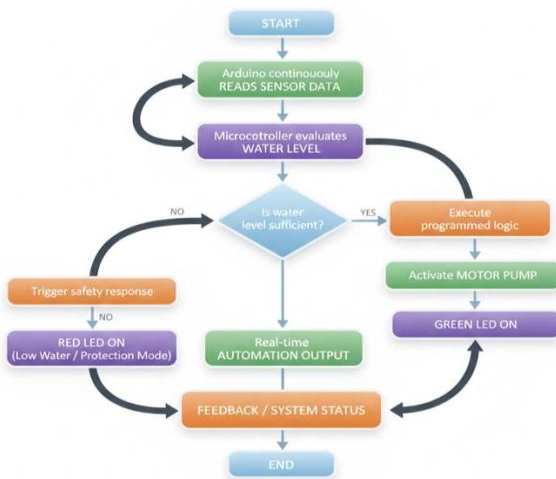 START
Arduino continououly
READS SENSOR DATA
Microcotroller evaluates
WATER LEVEL
NO
Is water
level sufficient?
YES
Execute
programmed logic
Trigger safety response
Activate MOTOR PUMP
NO
RED LED ON
(Low Water / Protection Mode)
Real-time
AUTOMATION OUTPUT
GREEN LED ON
FEEDBACK / SYSTEM STATUS
END